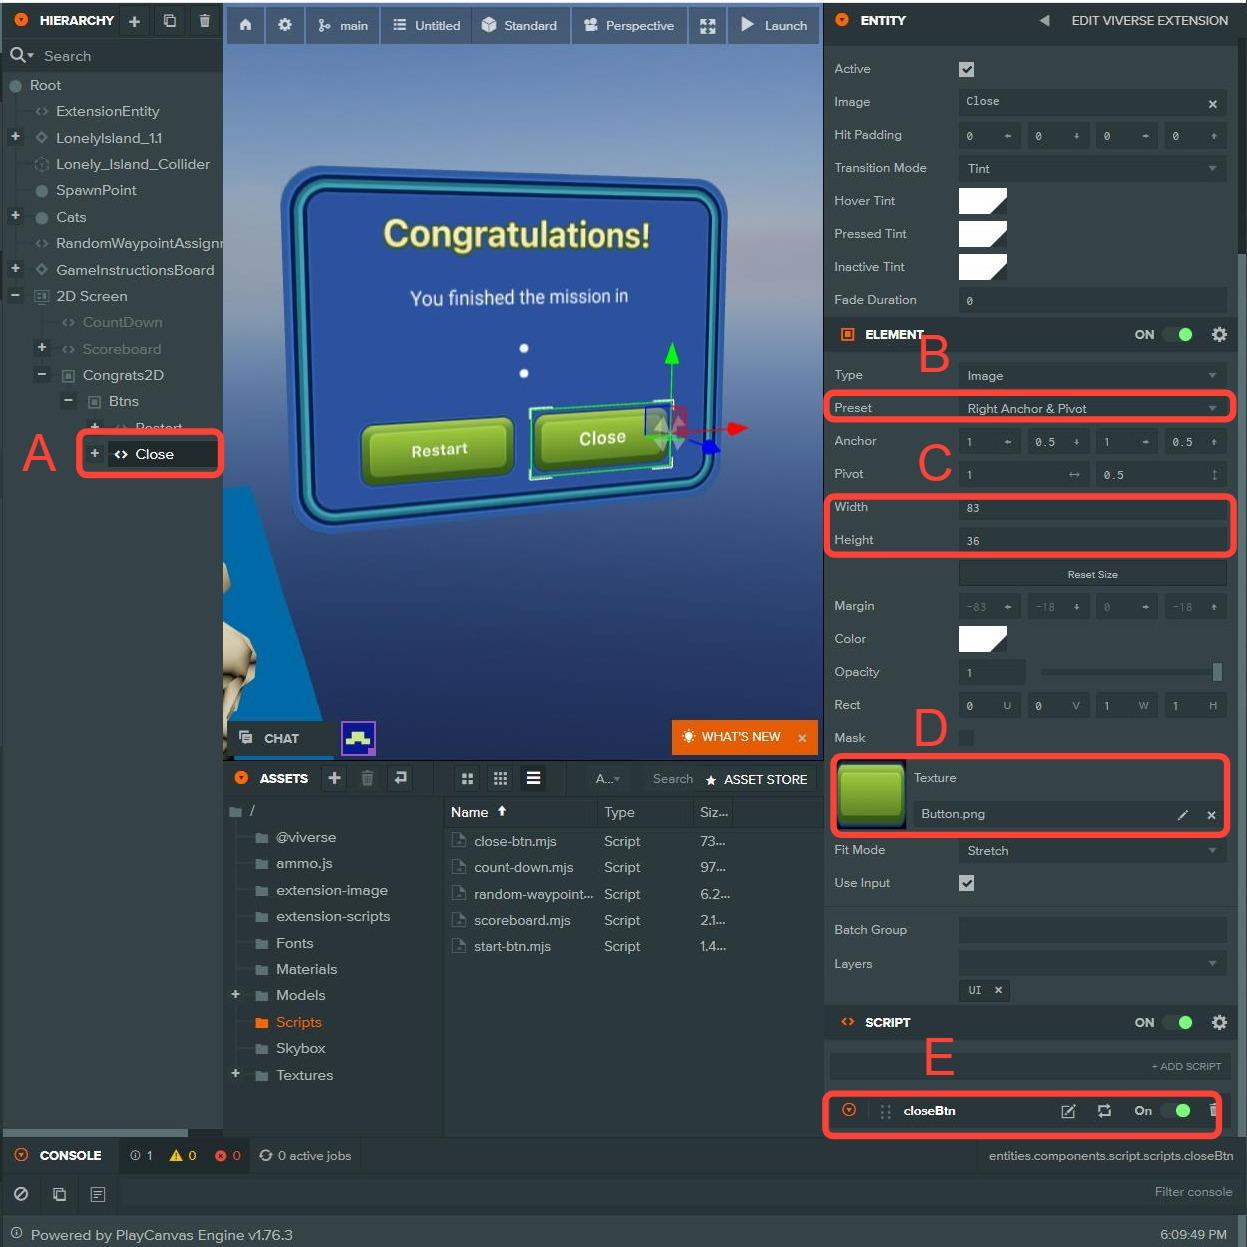 HIERARCHY
Search
Root
ExtensionEntity
LonelyIsland_1.1
Lonely_Island_Collider
SpawnPoint
Cats
RandomWaypointAssignr
GameInstructionsBoard
2D Screen
CountDown
Scoreboard
Congrats2D
Btns
Restart
A
Close
main
Untitled
Standard
Perspective
Launch
Congratulations!
You finished the mission in
:
Restart
Close
CHAT
WHAT'S NEW ×
ASSETS
A...
Search
ASSET STORE
/
@viverse
ammo.js
extension-image
extension-scripts
Fonts
Materials
Models
Scripts
Skybox
Textures
Name Type Siz...
close-btn.mjs Script 73...
count-down.mjs Script 97...
random-waypoint... Script 6.2...
scoreboard.mjs Script 2.1...
start-btn.mjs Script 1.4...
ENTITY
EDIT VIVERSE EXTENSION
Active
Image Close
Hit Padding 0 0 0 0
Transition Mode Tint
Hover Tint
Pressed Tint
Inactive Tint
Fade Duration 0
ELEMENT ON
B
Type Image
Preset Right Anchor & Pivot
Anchor 1 0.5 1 0.5
C
Pivot 1 0.5
Width 83
Height 36
Reset Size
Margin -83 -18 0 -18
Color
Opacity 1
Rect 0 U 0 V 1 W 1 H
D
Mask
Texture
Button.png
Fit Mode Stretch
Use Input
Batch Group
Layers
UI ×
SCRIPT ON
E
+ ADD SCRIPT
closeBtn On
CONSOLE 1 0 0 0 active jobs
entities.components.script.scripts.closeBtn
Filter console
Powered by PlayCanvas Engine v1.76.3
6:09:49 PM